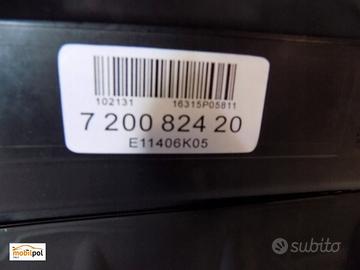 102131 16315P05811
7 200 824 20
E11406K05
mobilpol
subito